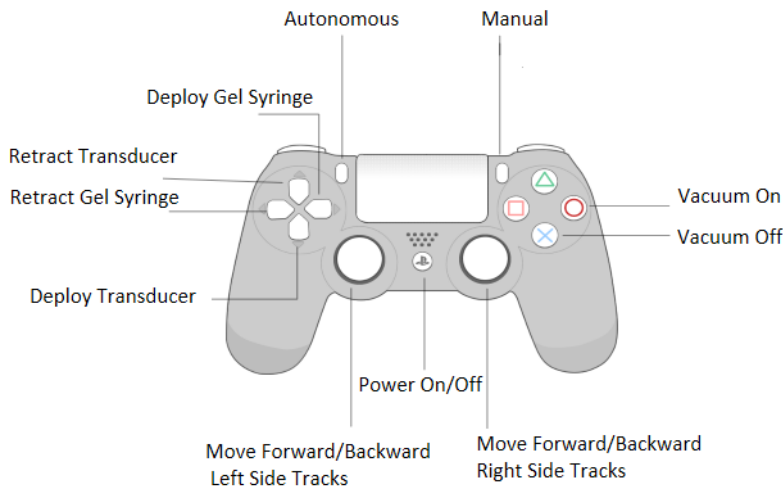 Autonomous
Manual
Deploy Gel Syringe
Retract Transducer
Retract Gel Syringe
Vacuum On
Vacuum Off
Deploy Transducer
Power On/Off
Move Forward/Backward
Left Side Tracks
Move Forward/Backward
Right Side Tracks